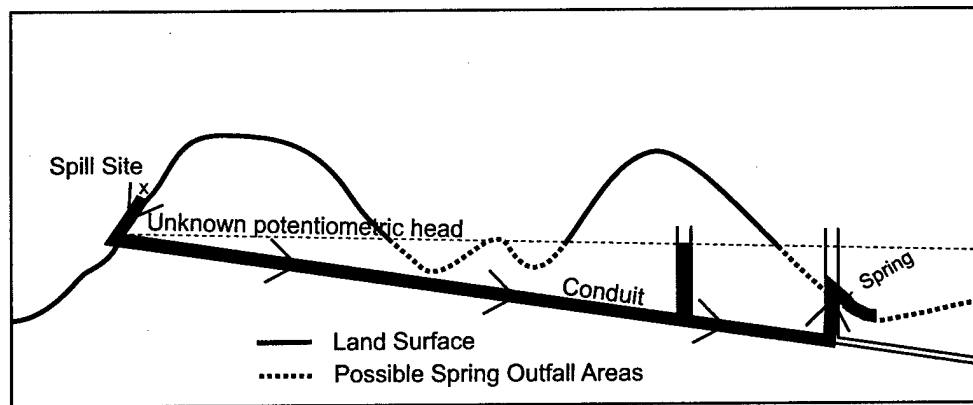 Spill Site
x
Unknown potentiometric head
Spring
Conduit
Land Surface
Possible Spring Outfall Areas